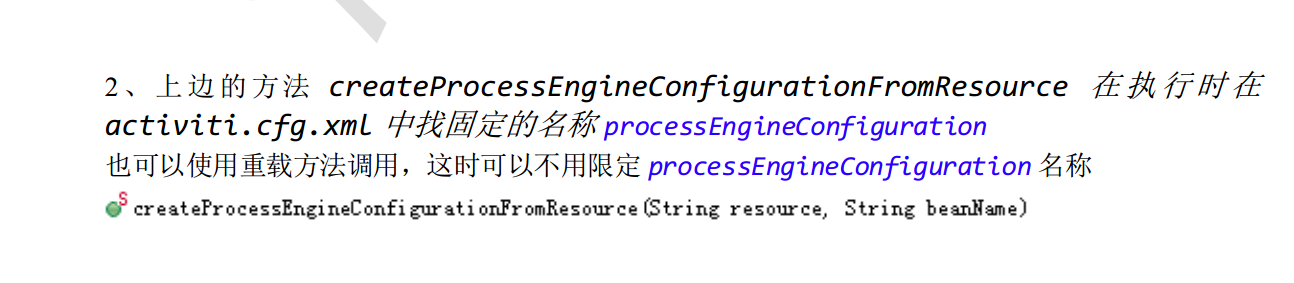 2、上边的方法 createProcessEngineConfigurationFromResource 在执行时在
activiti.cfg.xml 中找固定的名称 processEngineConfiguration
也可以使用重载方法调用，这时可以不用限定 processEngineConfiguration 名称
S createProcessEngineConfigurationFromResource(String resource, String beanName)